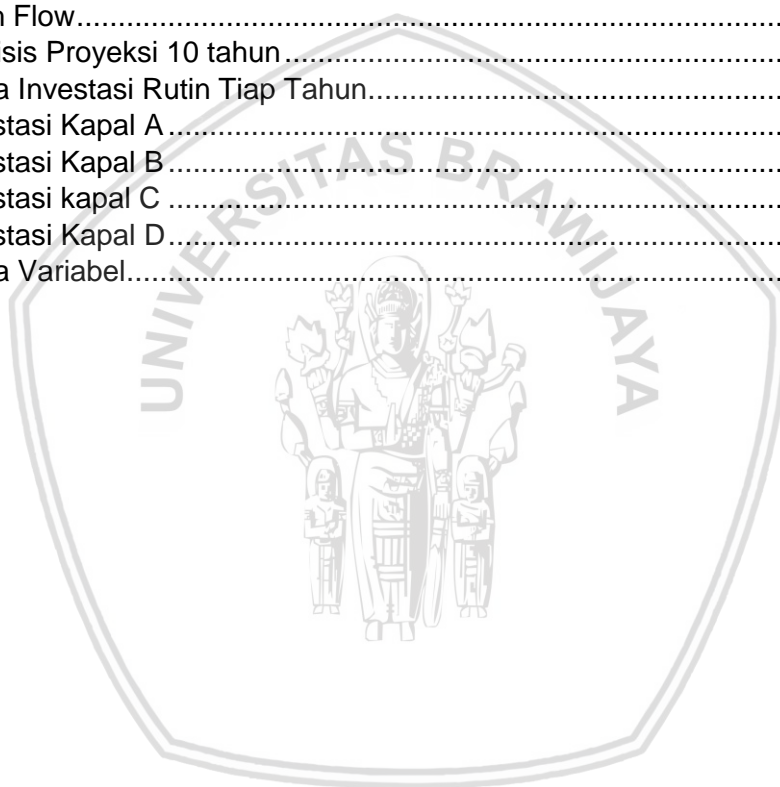 n Flow................................................................................
isis Proyeksi 10 tahun................................................................
a Investasi Rutin Tiap Tahun..........................................................
stasi Kapal A.........................................................................
stasi Kapal B.........................................................................
stasi kapal C.........................................................................
stasi Kapal D.........................................................................
a Variabel............................................................................
UNIVERSITAS BRAWIJAYA